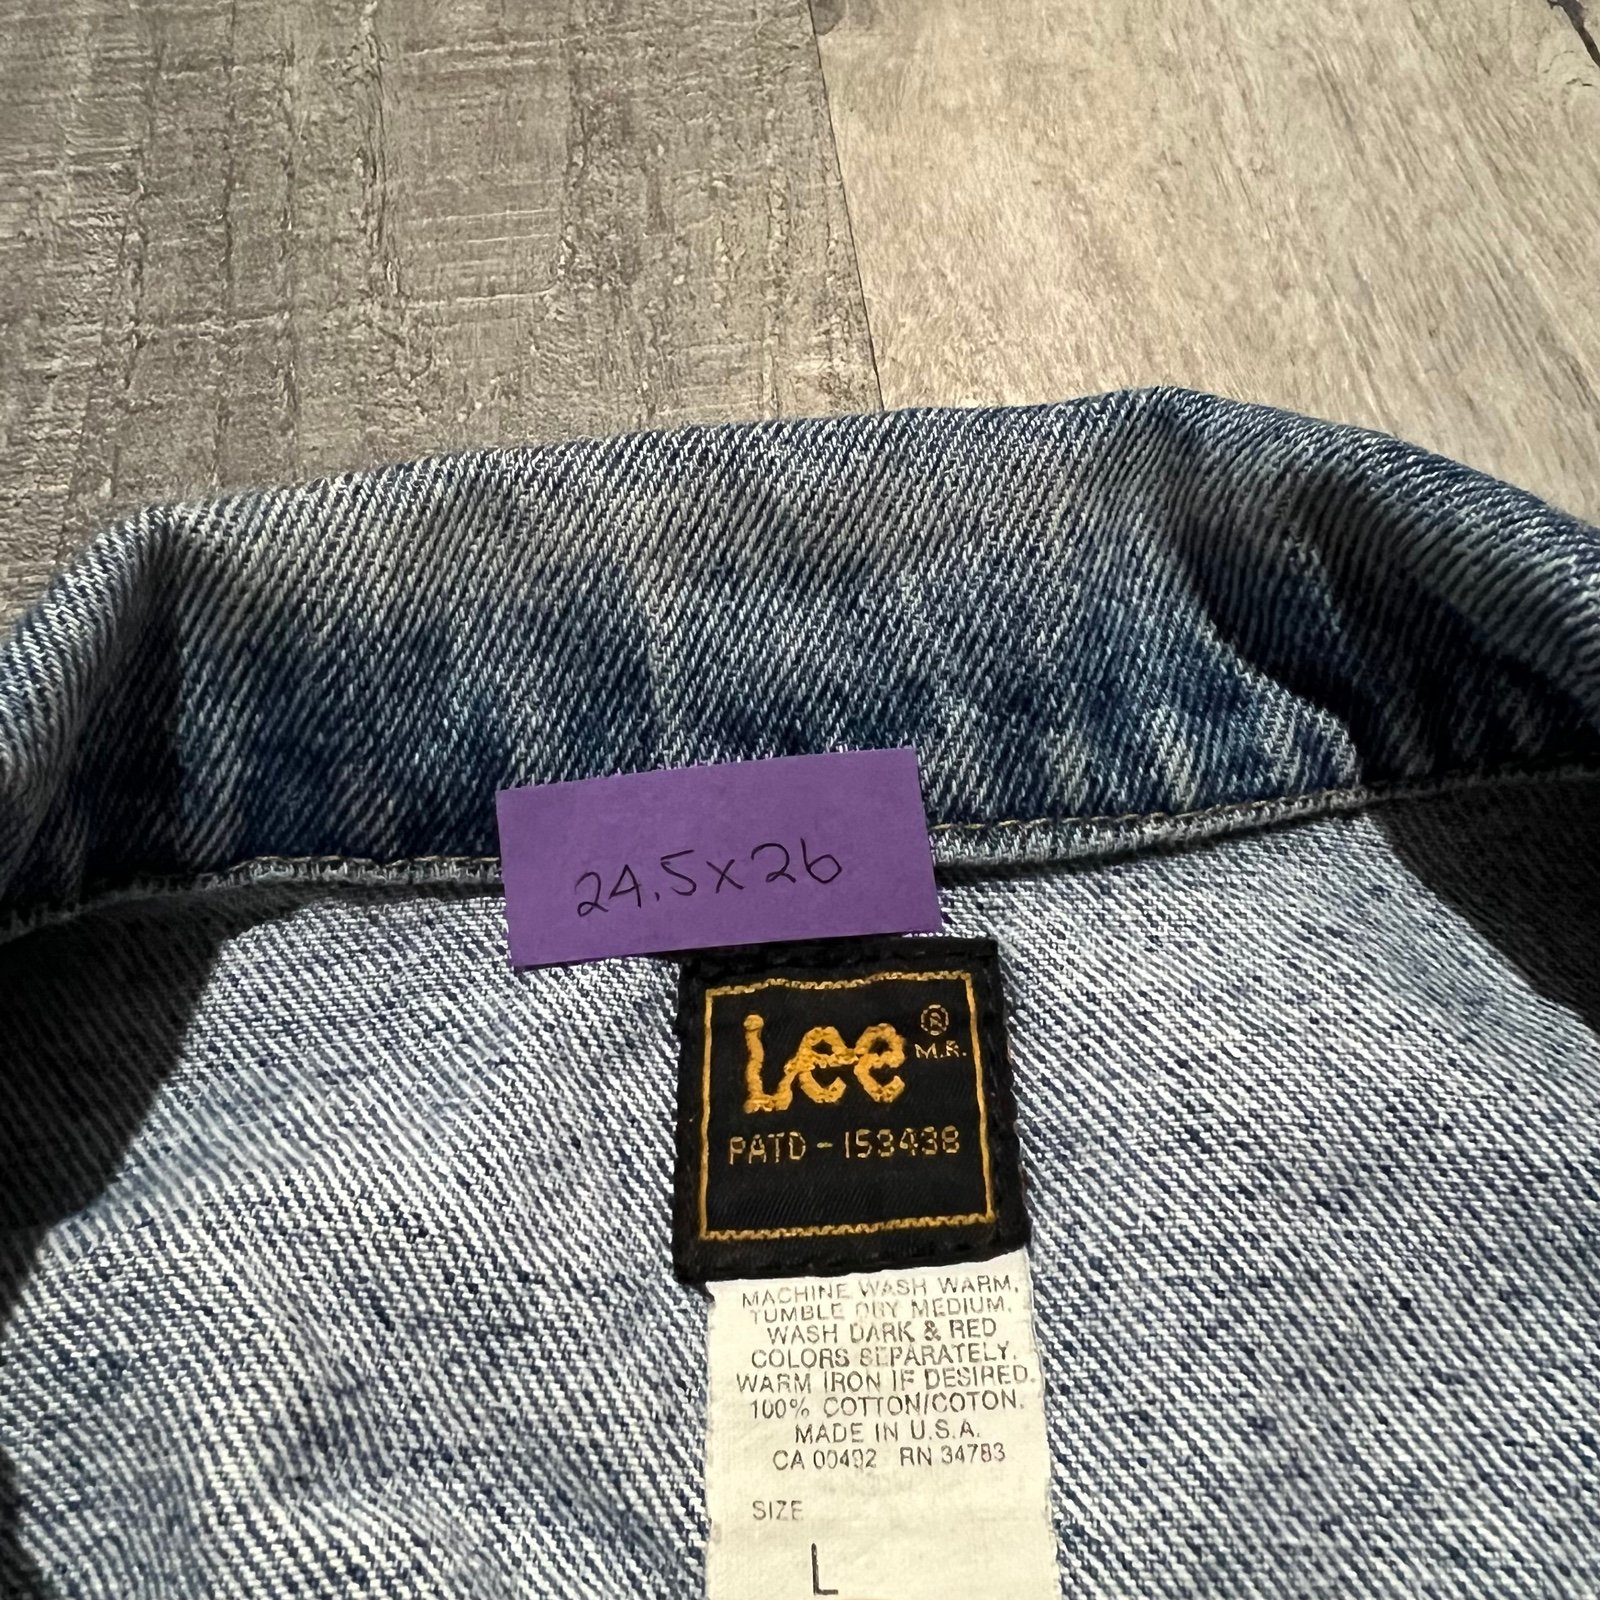 24.5x26
Lee®
M.R.
PATD-153438
MACHINE WASH WARM.
TUMBLE DRY MEDIUM.
WASH DARK & RED
COLORS SEPARATELY.
WARM IRON IF DESIRED.
100% COTTON/COTON.
MADE IN U.S.A.
CA 00492 RN 34783
SIZE
L